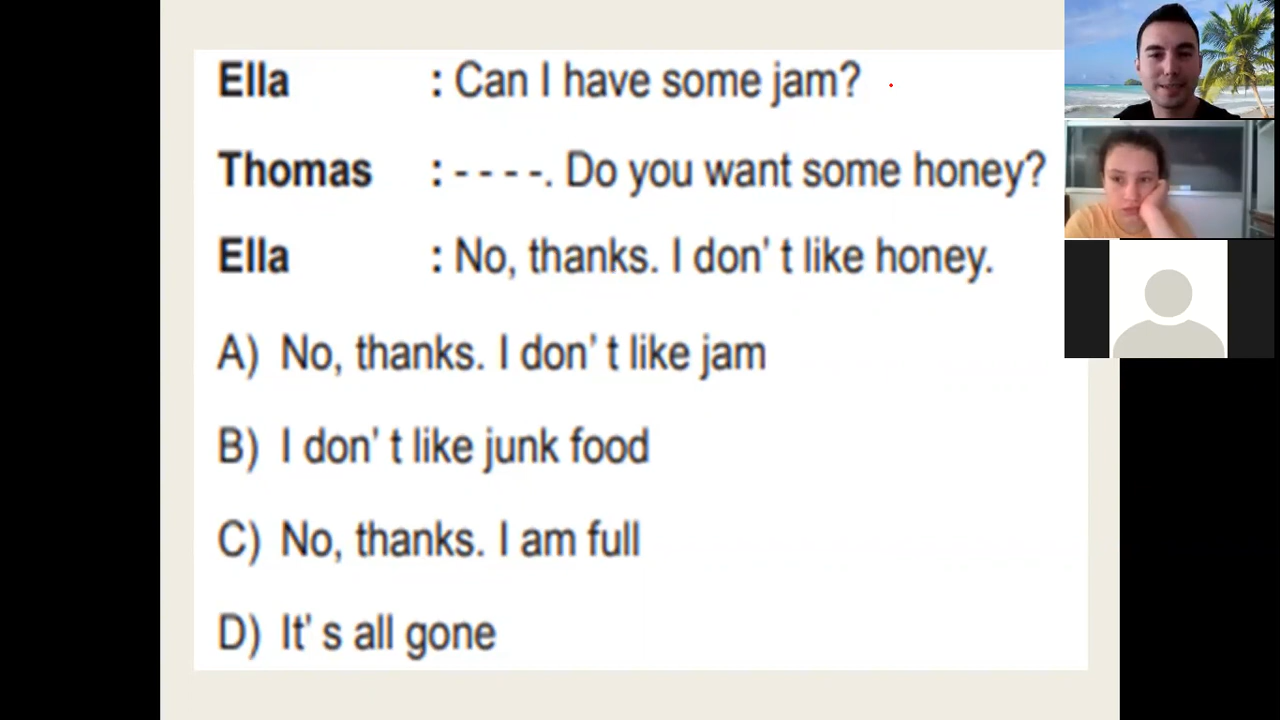 Ella : Can I have some jam?
Thomas : - - - -. Do you want some honey?
Ella : No, thanks. I don' t like honey.
A) No, thanks. I don' t like jam
B) I don' t like junk food
C) No, thanks. I am full
D) It' s all gone